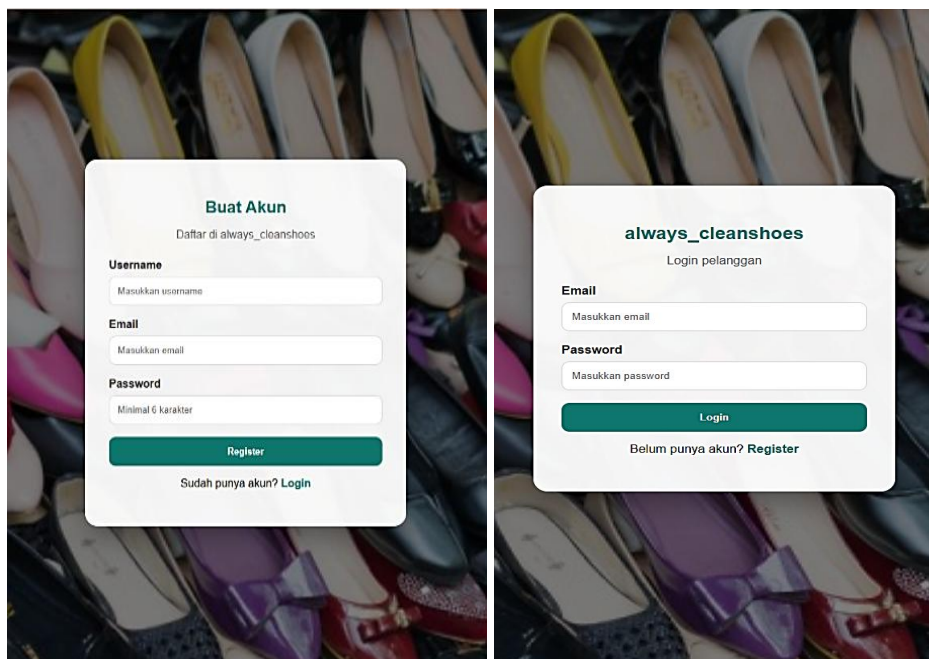 Buat Akun
Daftar di always_cleanshoes
Username
Masukkan username
Email
Masukkan email
Password
Minimal 6 karakter
Register
Sudah punya akun? Login
always_cleanshoes
Login pelanggan
Email
Masukkan email
Password
Masukkan password
Login
Belum punya akun? Register